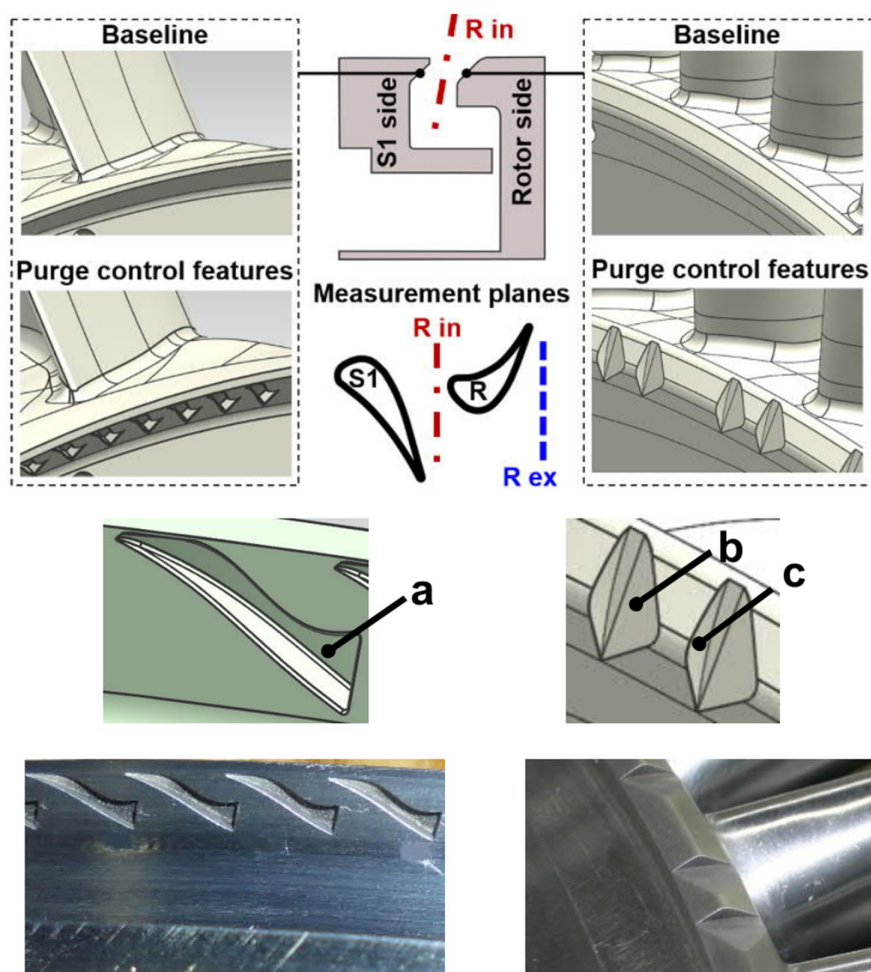 Baseline
R in
Baseline
S1 side
Rotor side
Purge control features
Purge control features
Measurement planes
R in
S1
R
R ex
a
b
c